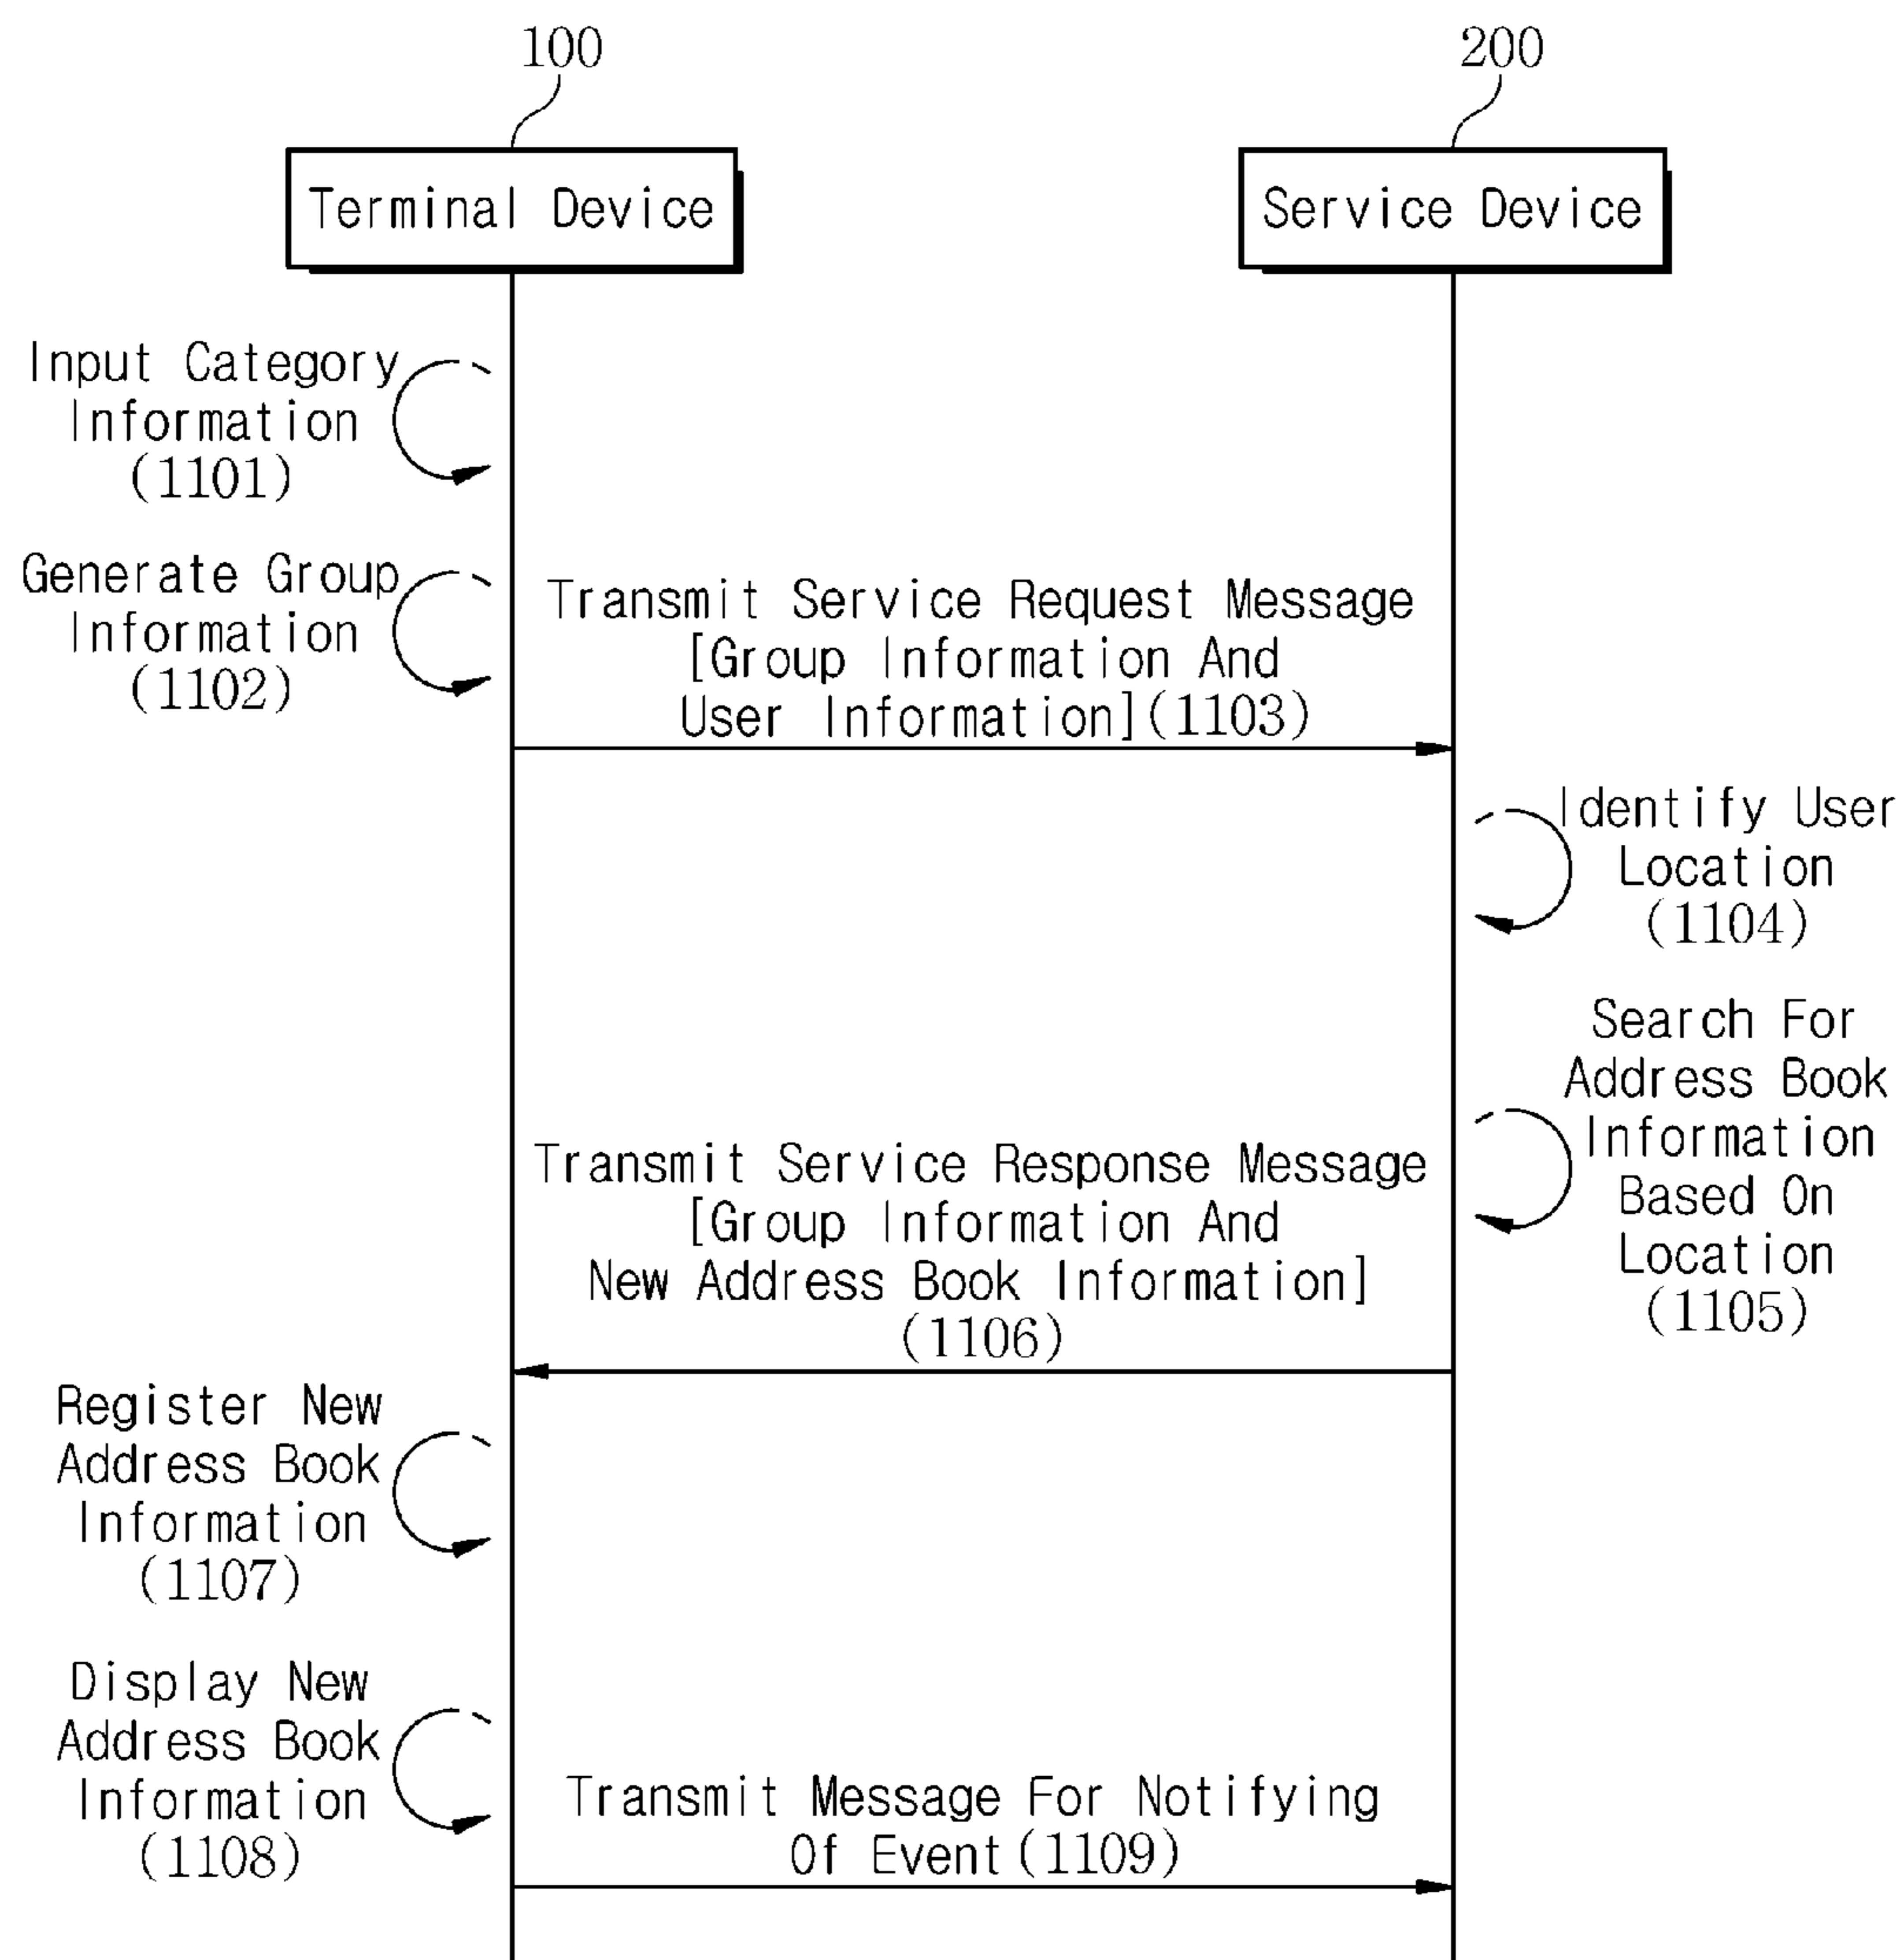 100
200
Terminal Device
Service Device
Input Category
Information
(1101)
Generate Group
Information
(1102)
Transmit Service Request Message
[Group Information And
User Information](1103)
Identify User
Location
(1104)
Search For
Address Book
Information
Based On
Location
(1105)
Transmit Service Response Message
[Group Information And
New Address Book Information]
(1106)
Register New
Address Book
Information
(1107)
Display New
Address Book
Information
(1108)
Transmit Message For Notifying
Of Event(1109)